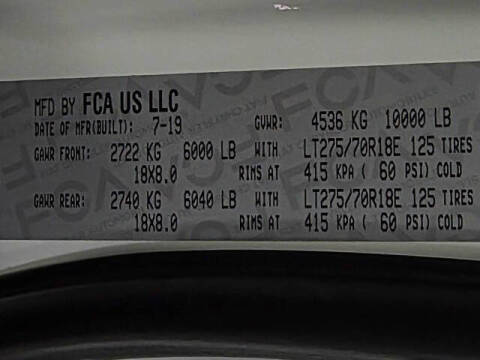 MFD BY FCA US LLC
DATE OF MFR(BUILT): 7-19 GVWR: 4536 KG 10000 LB
GAWR FRONT: 2722 KG 6000 LB WITH LT275/70R18E 125 TIRES
18X8.0 RIMS AT 415 KPA ( 60 PSI) COLD
GAWR REAR: 2740 KG 6040 LB WITH LT275/70R18E 125 TIRES
18X8.0 RIMS AT 415 KPA ( 60 PSI) COLD